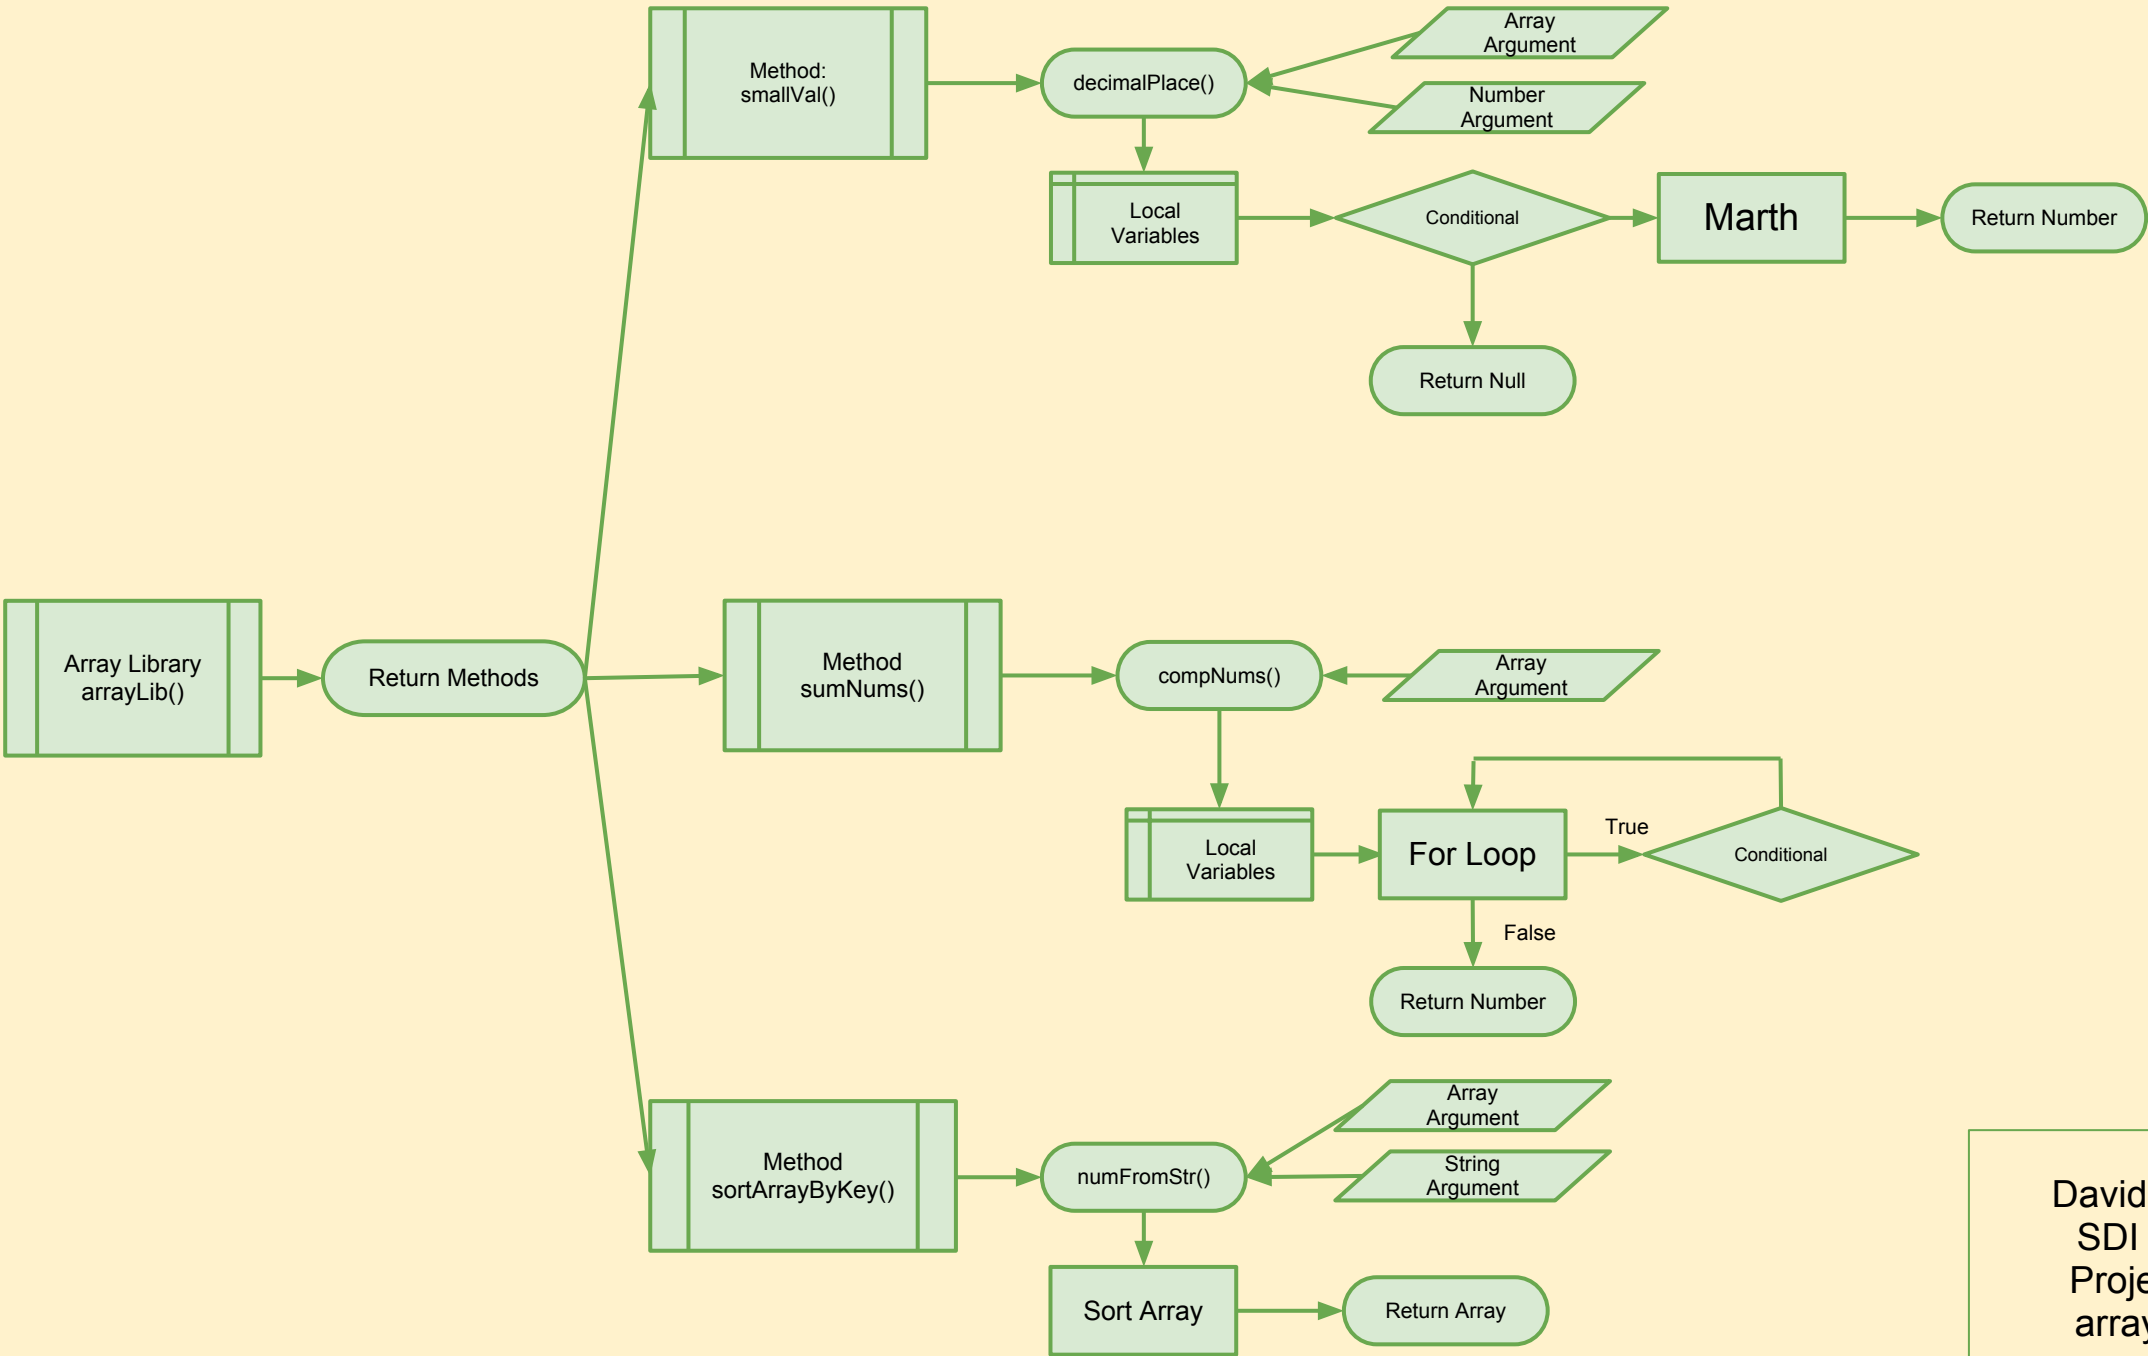 Method:
smallVal()
decimalPlace()
Array
Argument
Number
Argument
Local
Variables
Conditional
Marth
Return Number
Return Null
Array Library
arrayLib()
Return Methods
Method
sumNums()
compNums()
Array
Argument
Local
Variables
For Loop
True
Conditional
False
Return Number
Method
sortArrayByKey()
numFromStr()
Array
Argument
String
Argument
Sort Array
Return Array
David
SDI
Proje
array